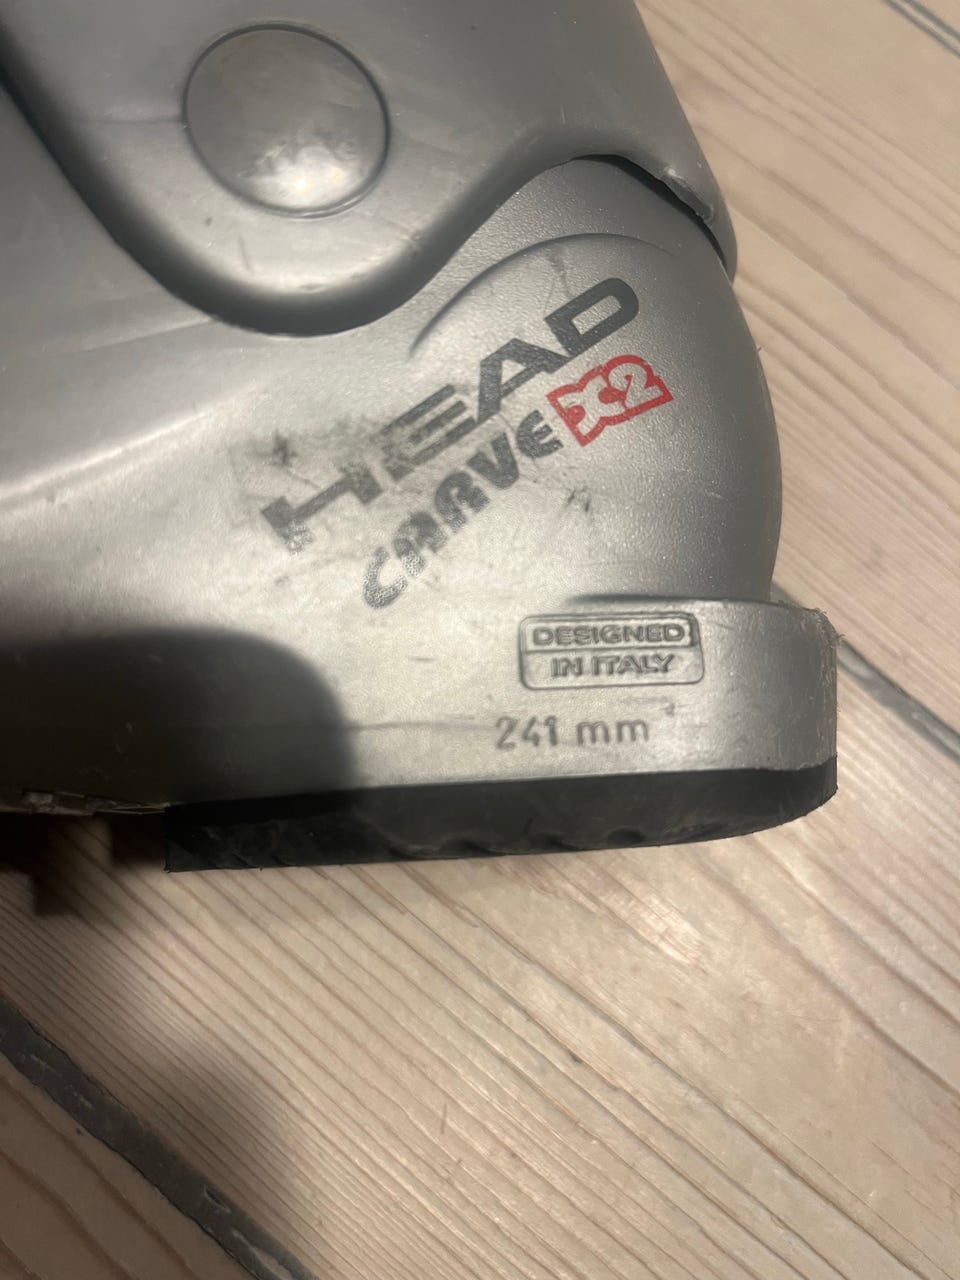 HEAD
CARVE X2
DESIGNED
IN ITALY
241 mm